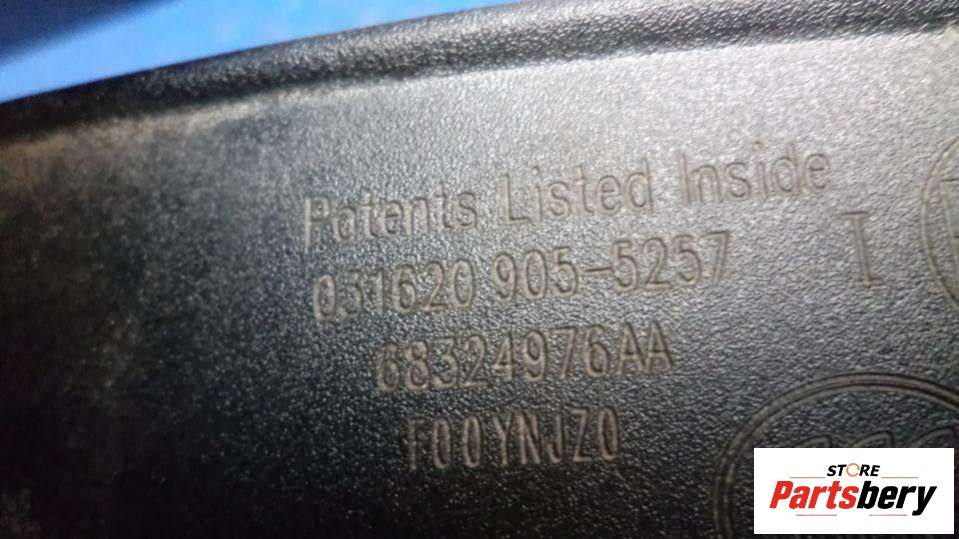 Patents Listed Inside
I
031620 905-5257
68324976AA
F00YNJZ0
STORE
Partsbery